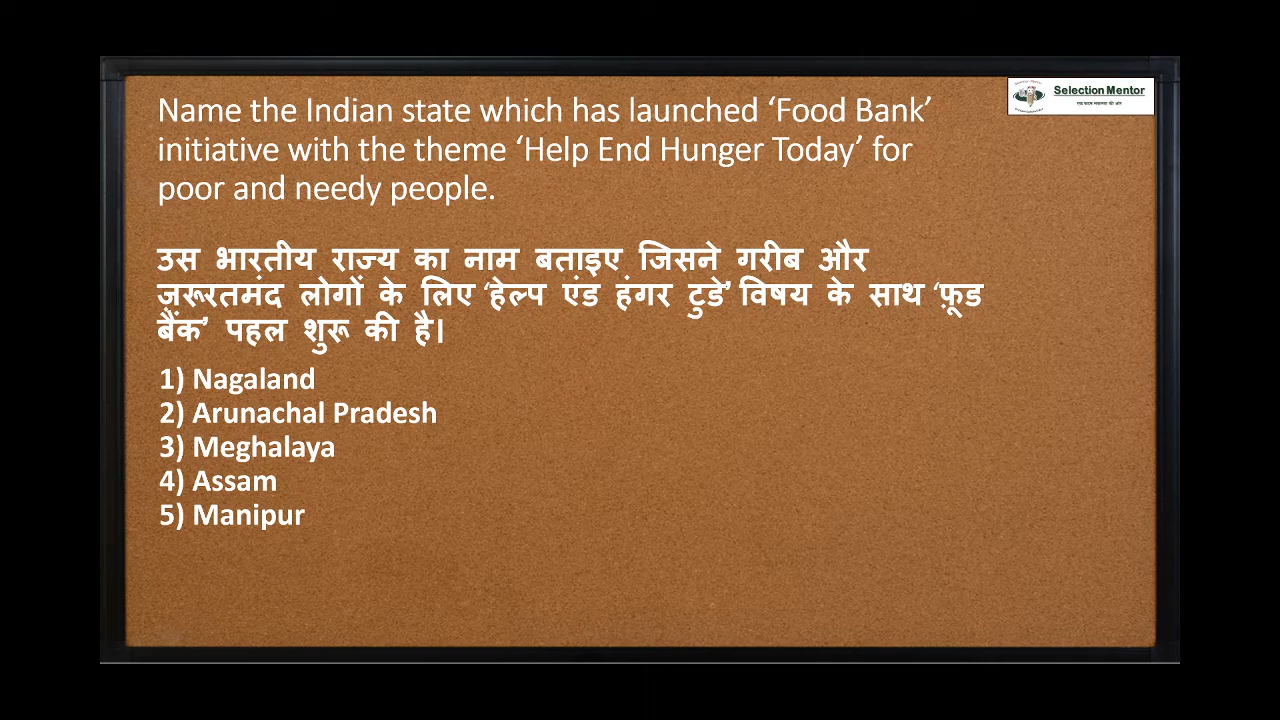 Selection Mentor
Name the Indian state which has launched ‘Food Bank’
initiative with the theme ‘Help End Hunger Today’ for
poor and needy people.
उस भारतीय राज्य का नाम बताइए जिसने गरीब और
ज़रूरतमंद लोगों के लिए ‘हेल्प एंड हंगर टुडे’ विषय के साथ ‘फ़ूड
बैंक’ पहल शुरू की है।
1) Nagaland
2) Arunachal Pradesh
3) Meghalaya
4) Assam
5) Manipur